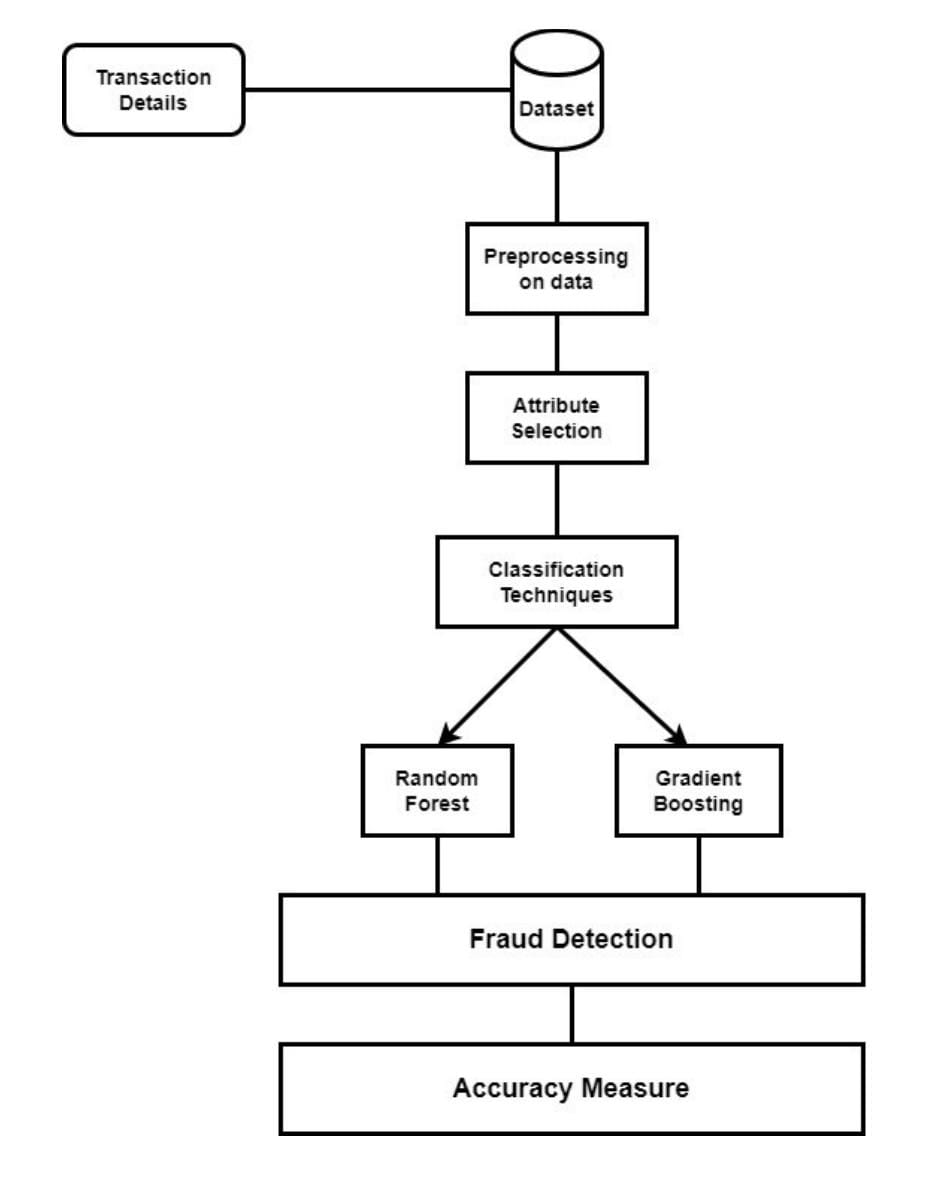 Transaction
Details
Dataset
Preprocessing
on data
Attribute
Selection
Classification
Techniques
Random
Forest
Gradient
Boosting
Fraud Detection
Accuracy Measure